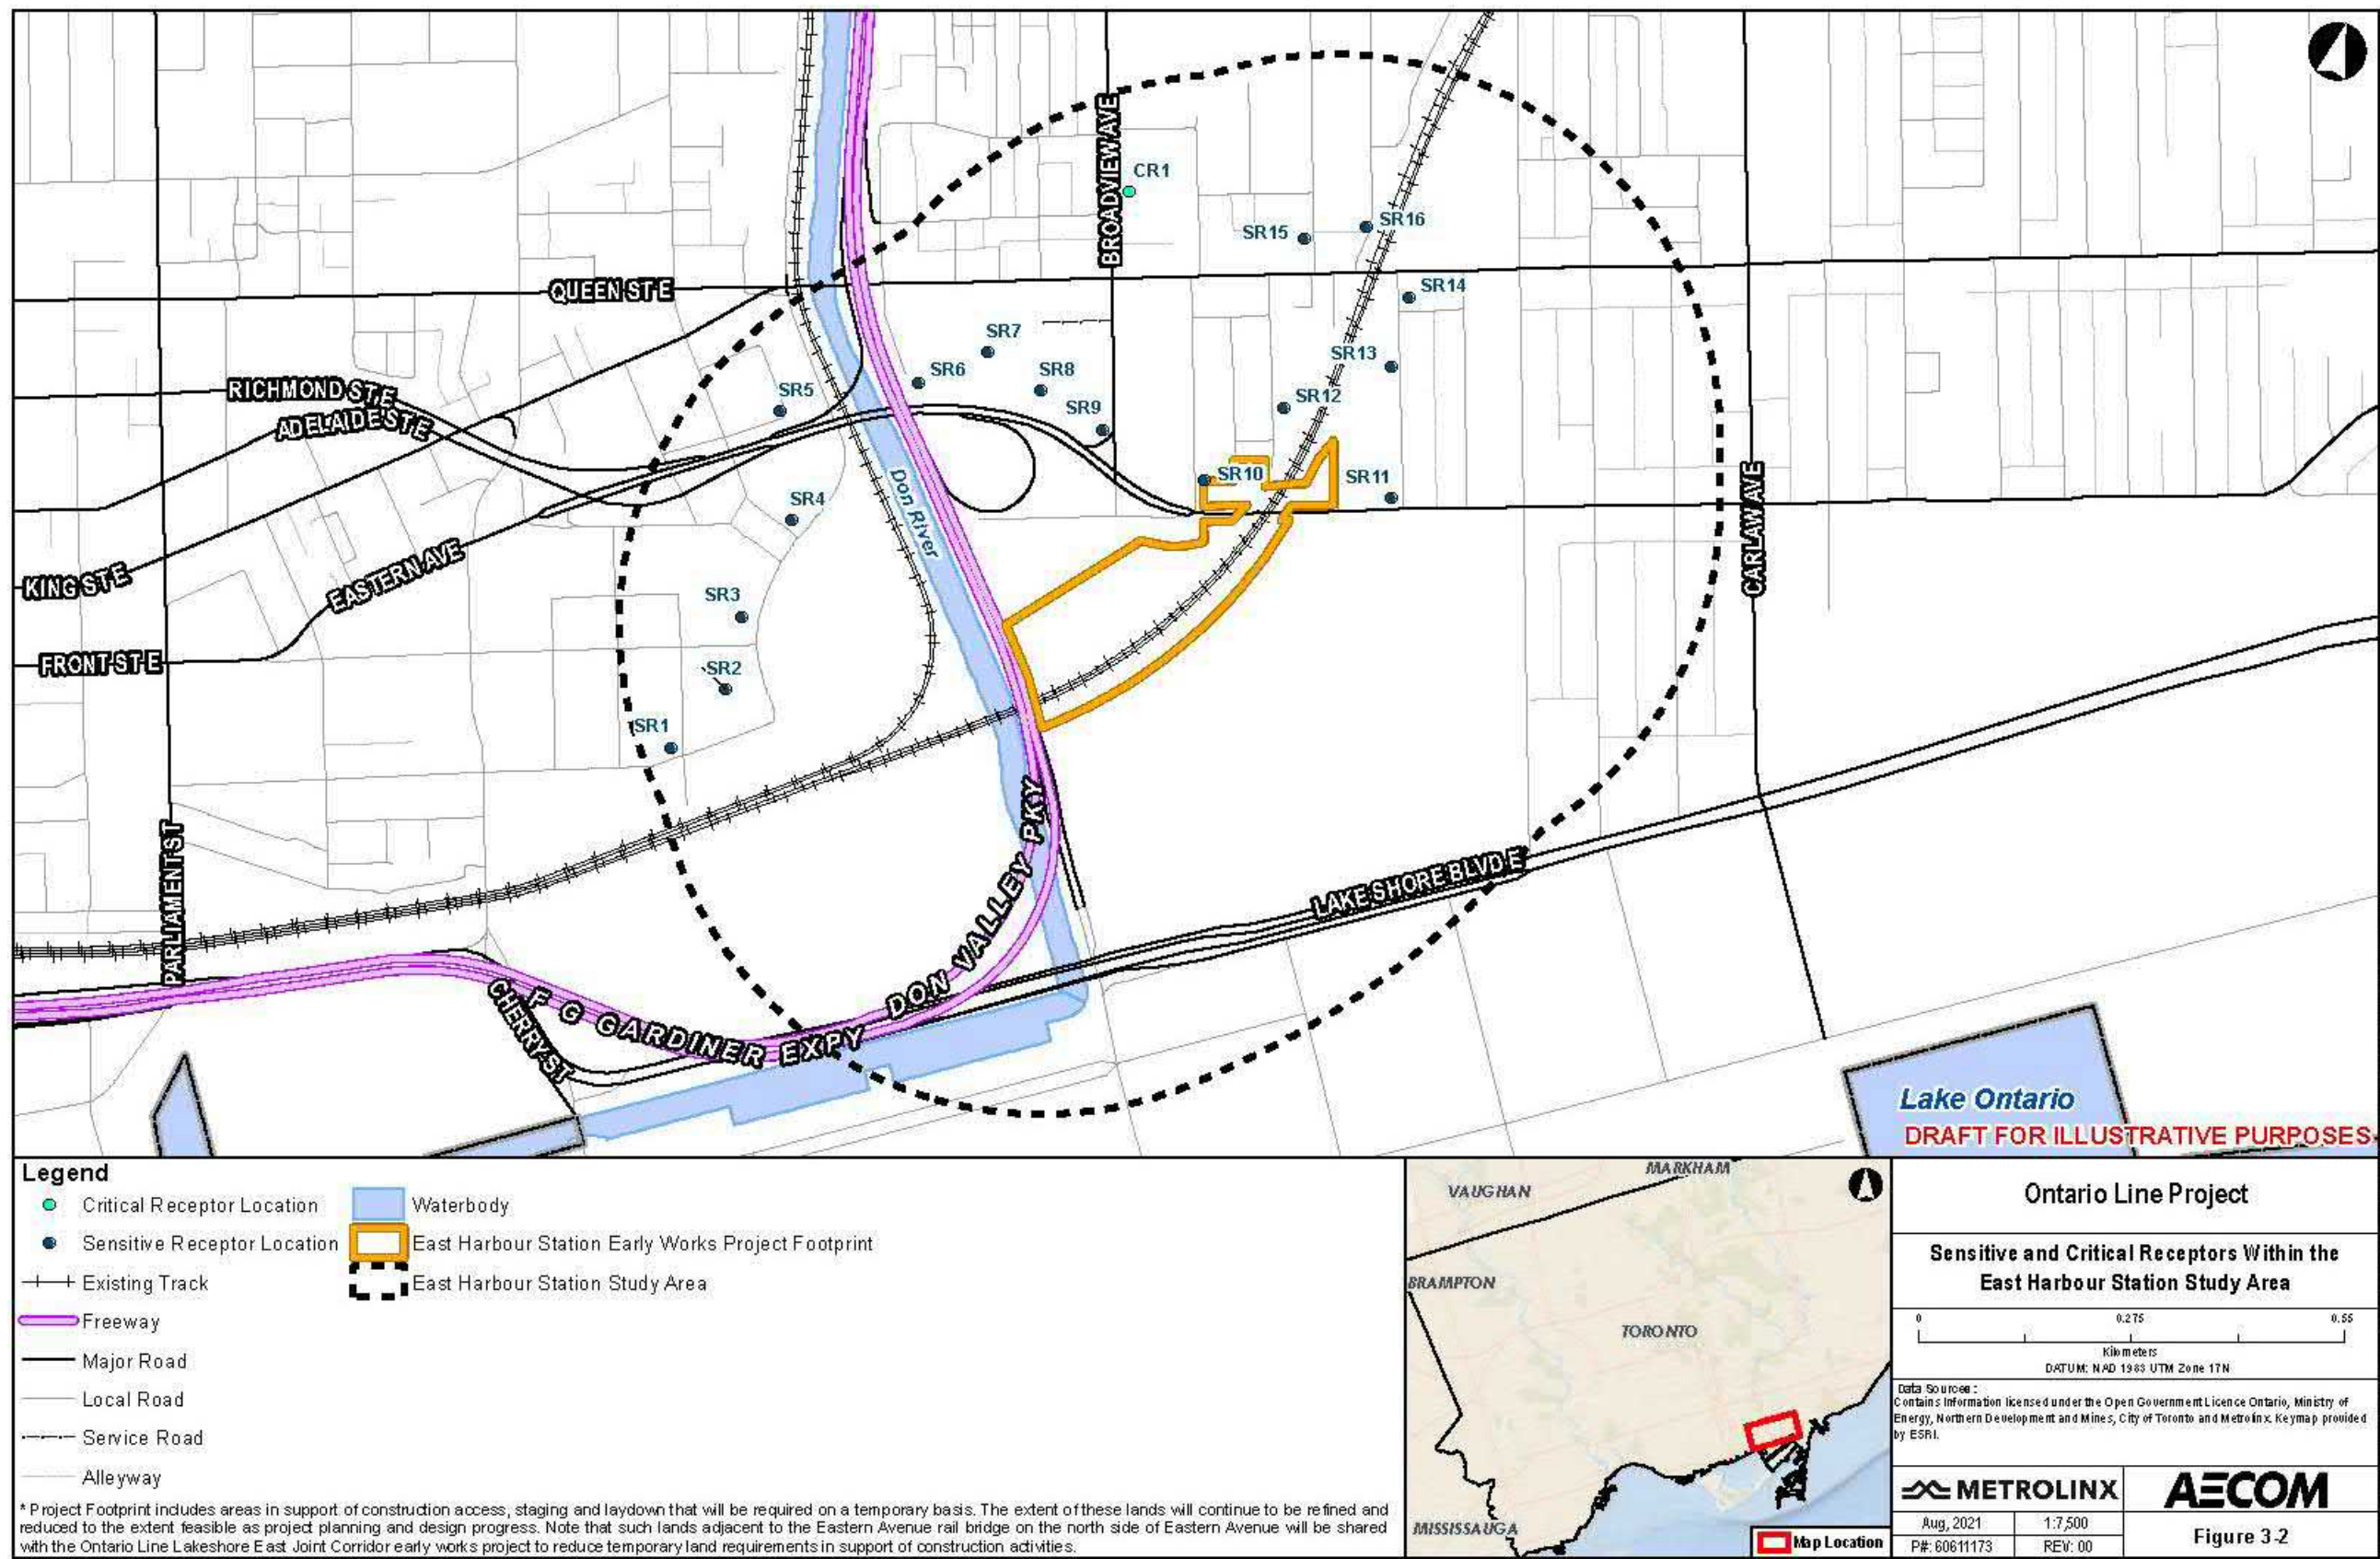 BROADVIEW AVE
CR1
SR15
SR16
QUEEN ST E
SR14
SR7
SR13
SR6
SR8
RICHMOND ST E
SR5
SR12
SR9
ADELAIDE ST E
SR10
SR11
SR4
Don River
CARLAW AVE
KING ST E
EASTERN AVE
SR3
FRONT ST E
SR2
SR1
PARLIAMENT ST
DON VALLEY PKY
LAKE SHORE BLVD E
CHERRY ST
F G GARDINER EXPY
Lake Ontario
DRAFT FOR ILLUSTRATIVE PURPOSES
Legend
Critical Receptor Location
Sensitive Receptor Location
Existing Track
Freeway
Major Road
Local Road
Service Road
Alleyway
Waterbody
East Harbour Station Early Works Project Footprint
East Harbour Station Study Area
* Project Footprint includes areas in support of construction access, staging and laydown that will be required on a temporary basis. The extent of these lands will continue to be refined and
reduced to the extent feasible as project planning and design progress. Note that such lands adjacent to the Eastern Avenue rail bridge on the north side of Eastern Avenue will be shared
with the Ontario Line Lakeshore East Joint Corridor early works project to reduce temporary land requirements in support of construction activities.
MARKHAM
VAUGHAN
BRAMPTON
TORONTO
MISSISSAUGA
Map Location
Ontario Line Project
Sensitive and Critical Receptors Within the
East Harbour Station Study Area
0 0.275 0.55
Kilometers
DATUM: NAD 1983 UTM Zone 17N
Data Sources:
Contains Information licensed under the Open Government Licence Ontario, Ministry of
Energy, Northern Development and Mines, City of Toronto and Metrolinx. Keymap provided
by ESRI.
METROLINX
AECOM
Aug, 2021
1:7,500
P#: 60611173
REV: 00
Figure 3-2